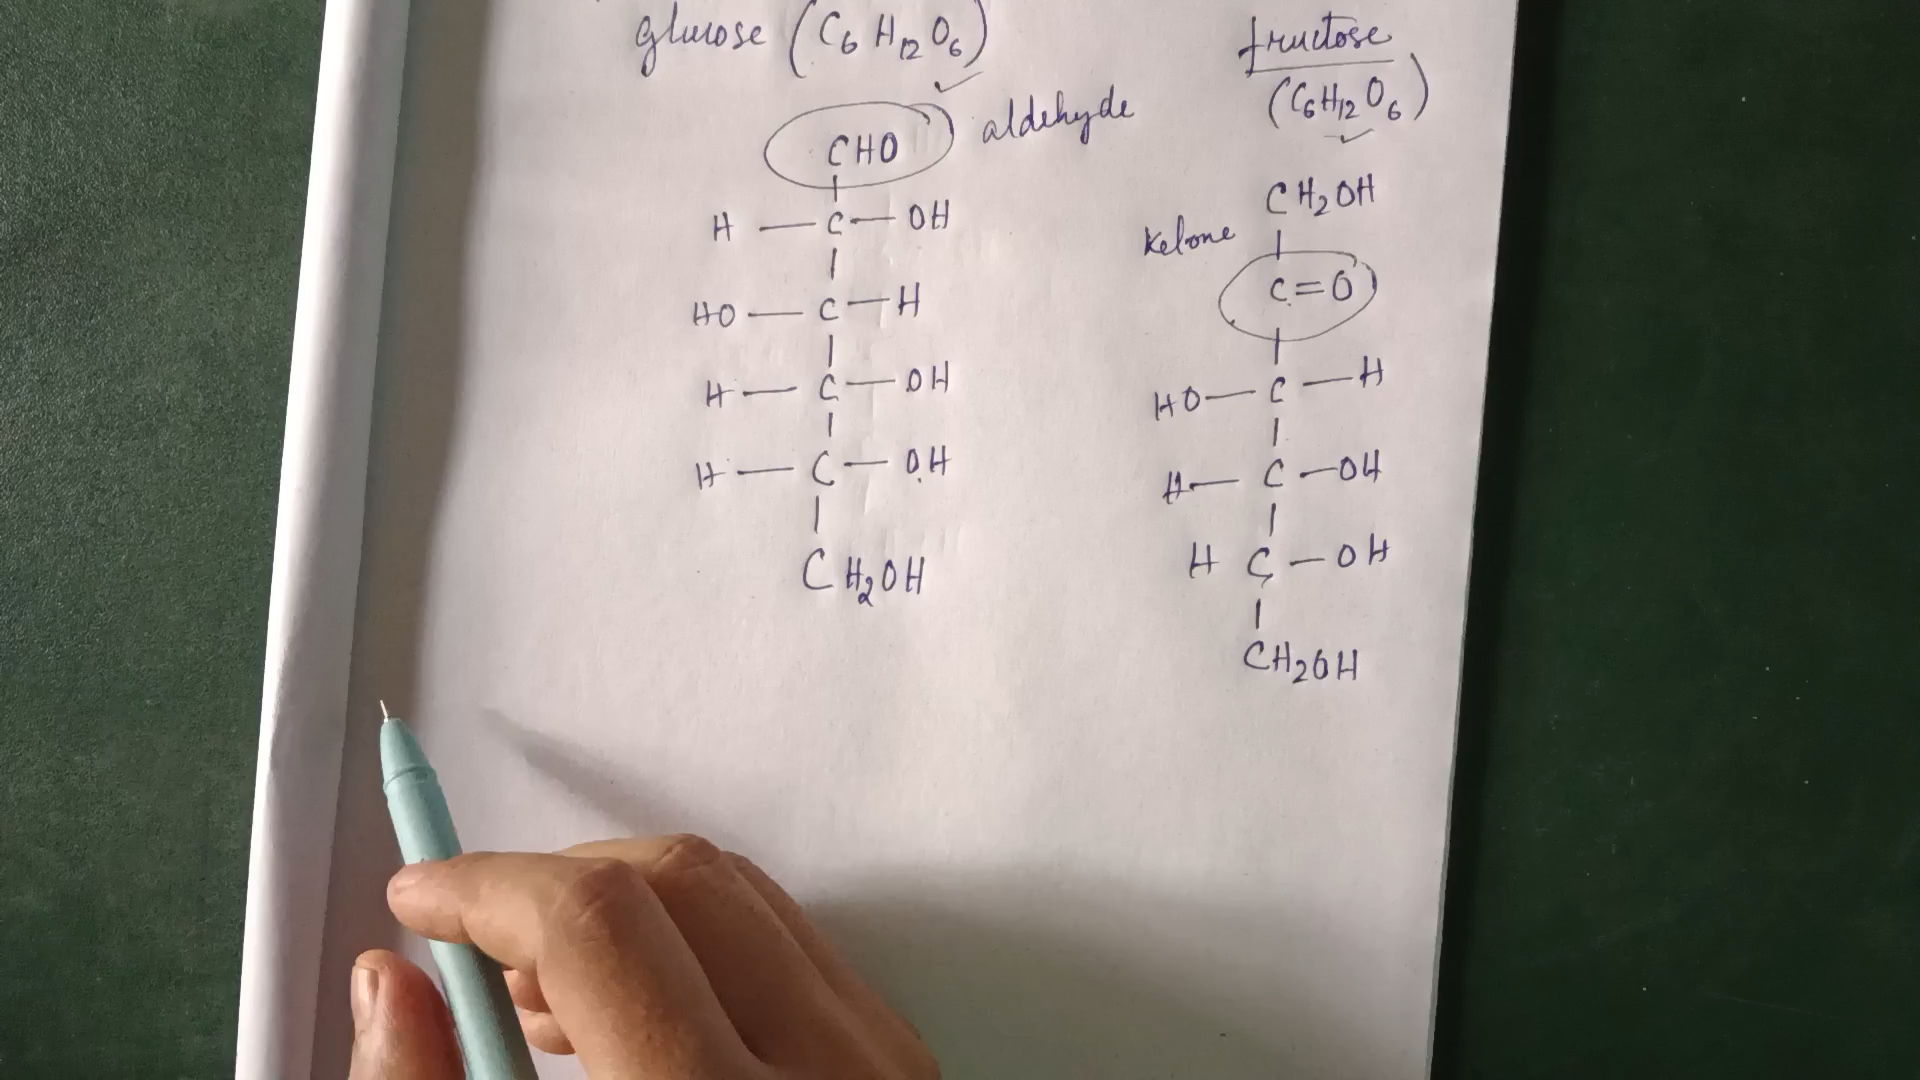 glucose (C6H12O6)
aldehyde
CHO
H — C — OH
HO — C — H
H — C — OH
H — C — OH
CH2OH
fructose
(C6H12O6)
CH2OH
Ketone
C=O
HO — C — H
H — C — OH
H C — OH
CH2OH